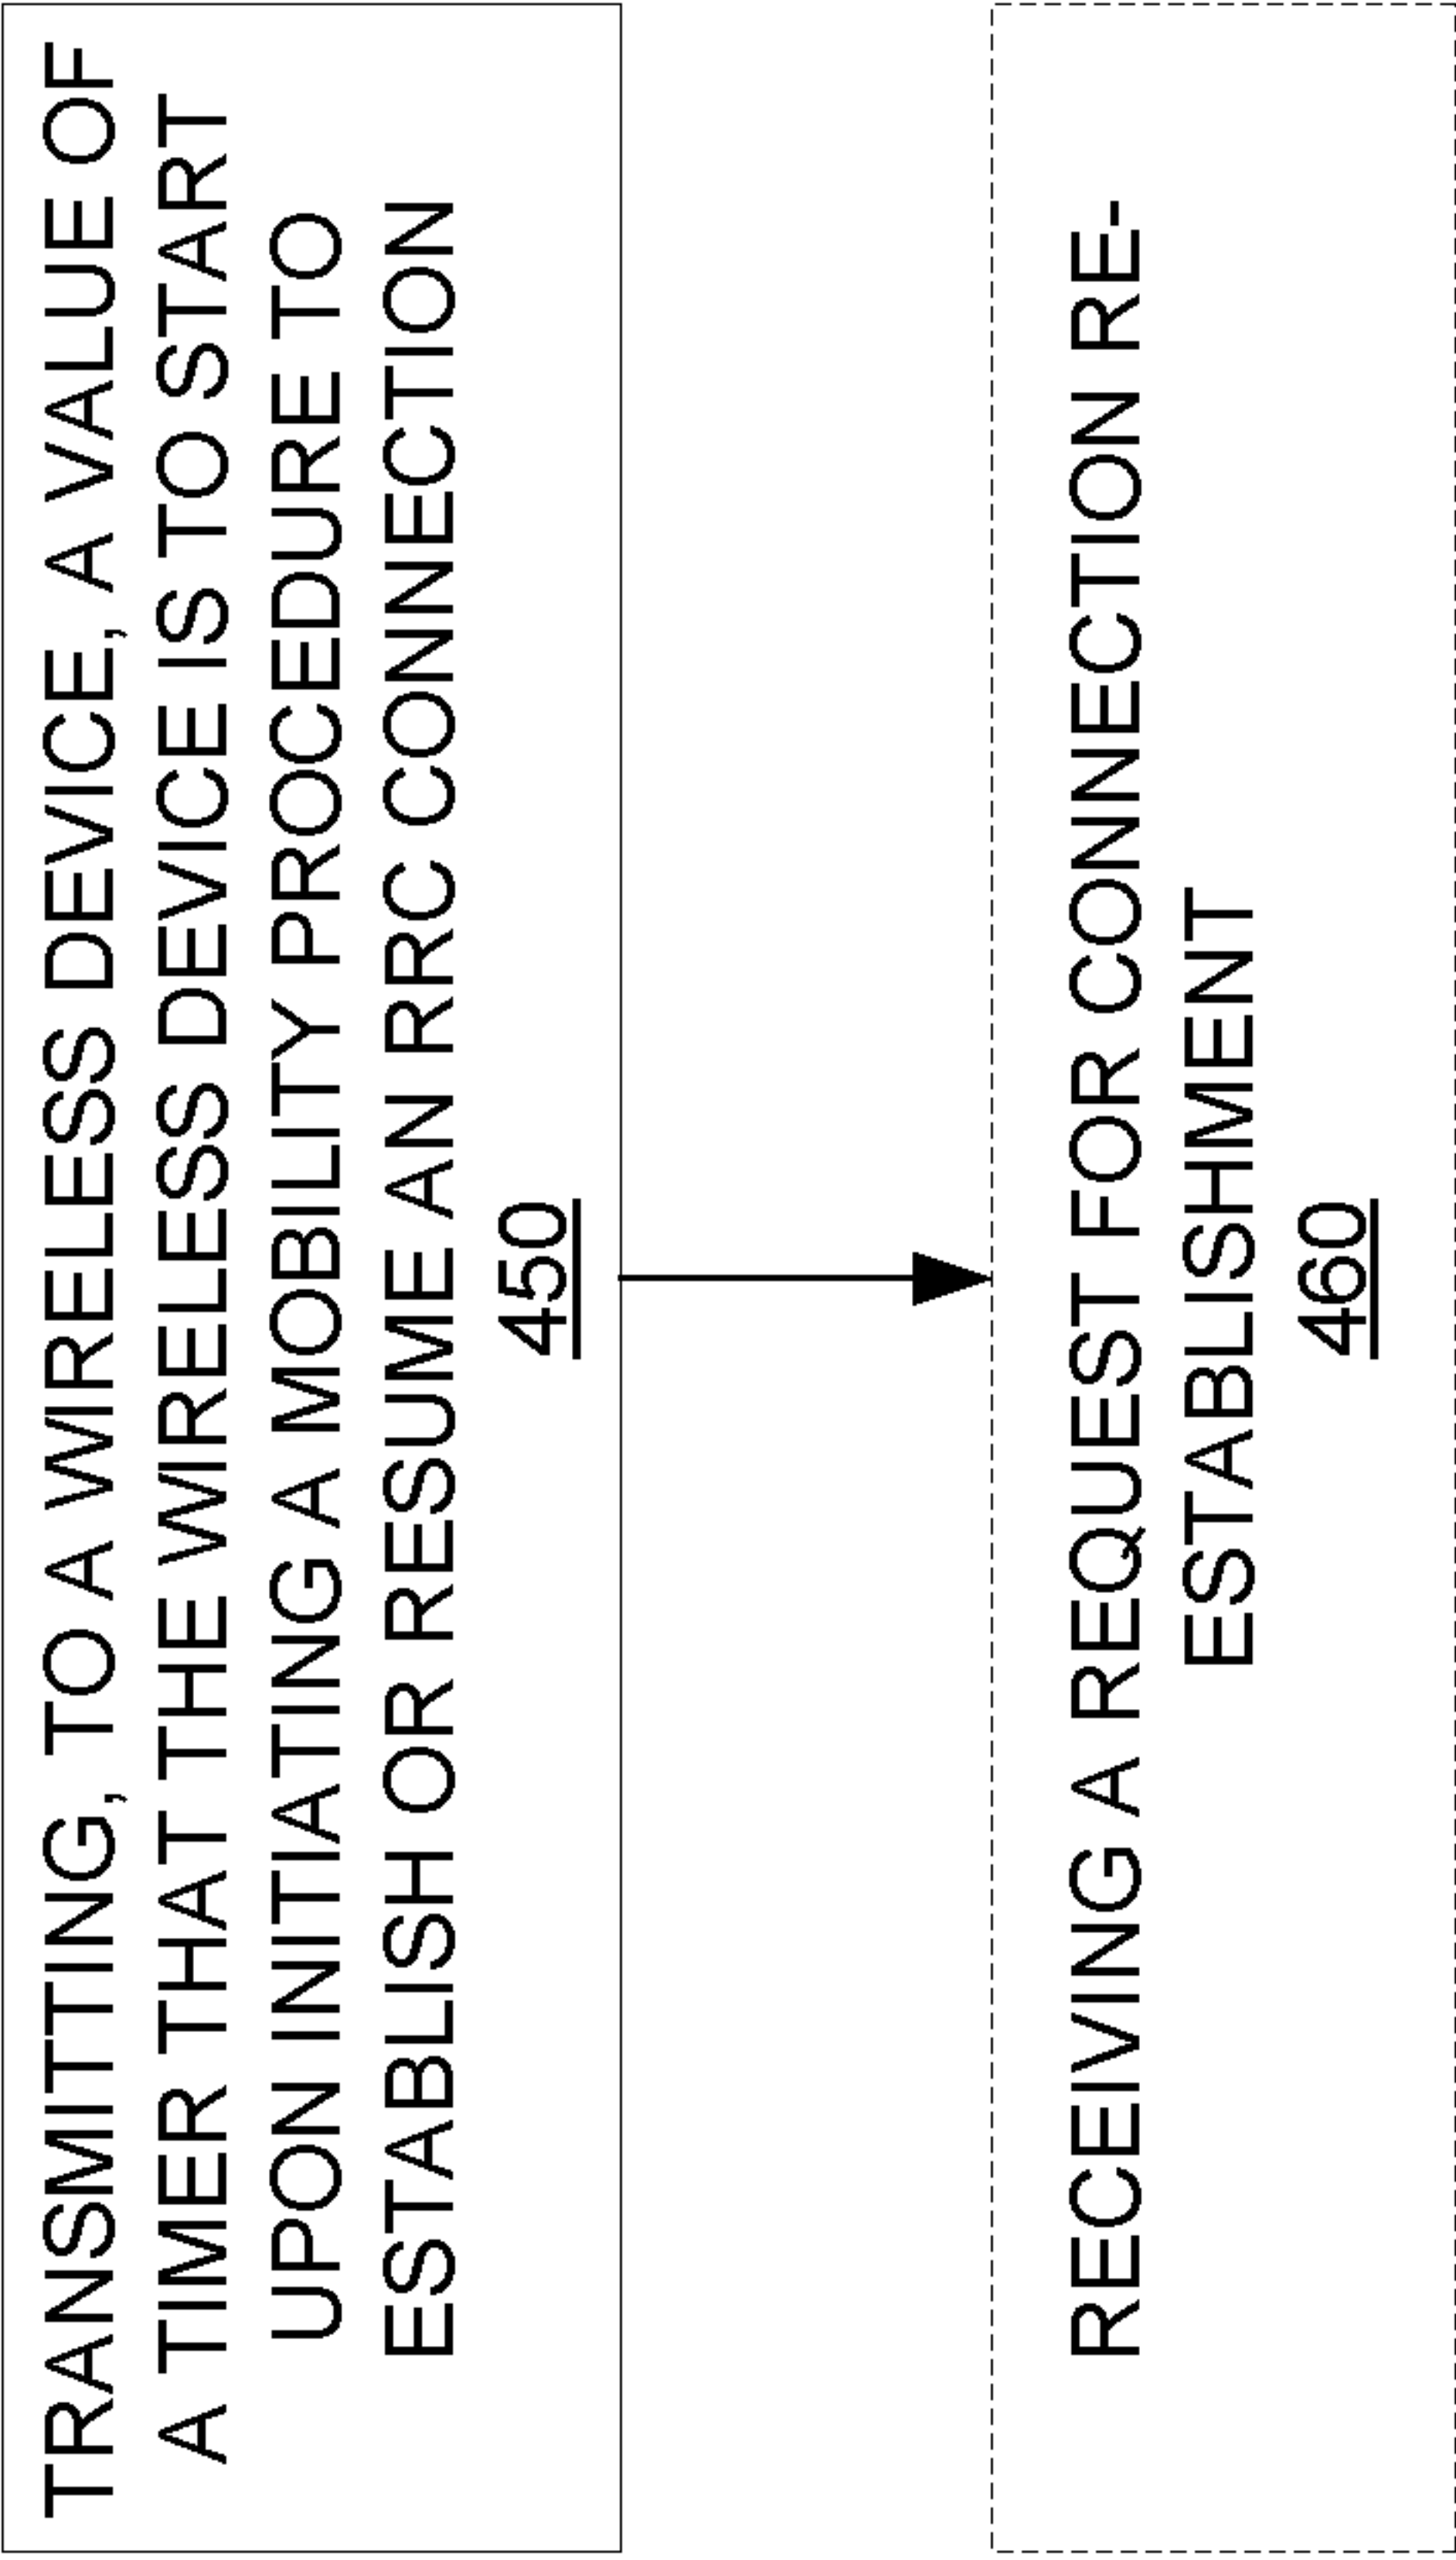 TRANSMITTING, TO A WIRELESS DEVICE, A VALUE OF
A TIMER THAT THE WIRELESS DEVICE IS TO START
UPON INITIATING A MOBILITY PROCEDURE TO
ESTABLISH OR RESUME AN RRC CONNECTION
450
RECEIVING A REQUEST FOR CONNECTION RE-
ESTABLISHMENT
460